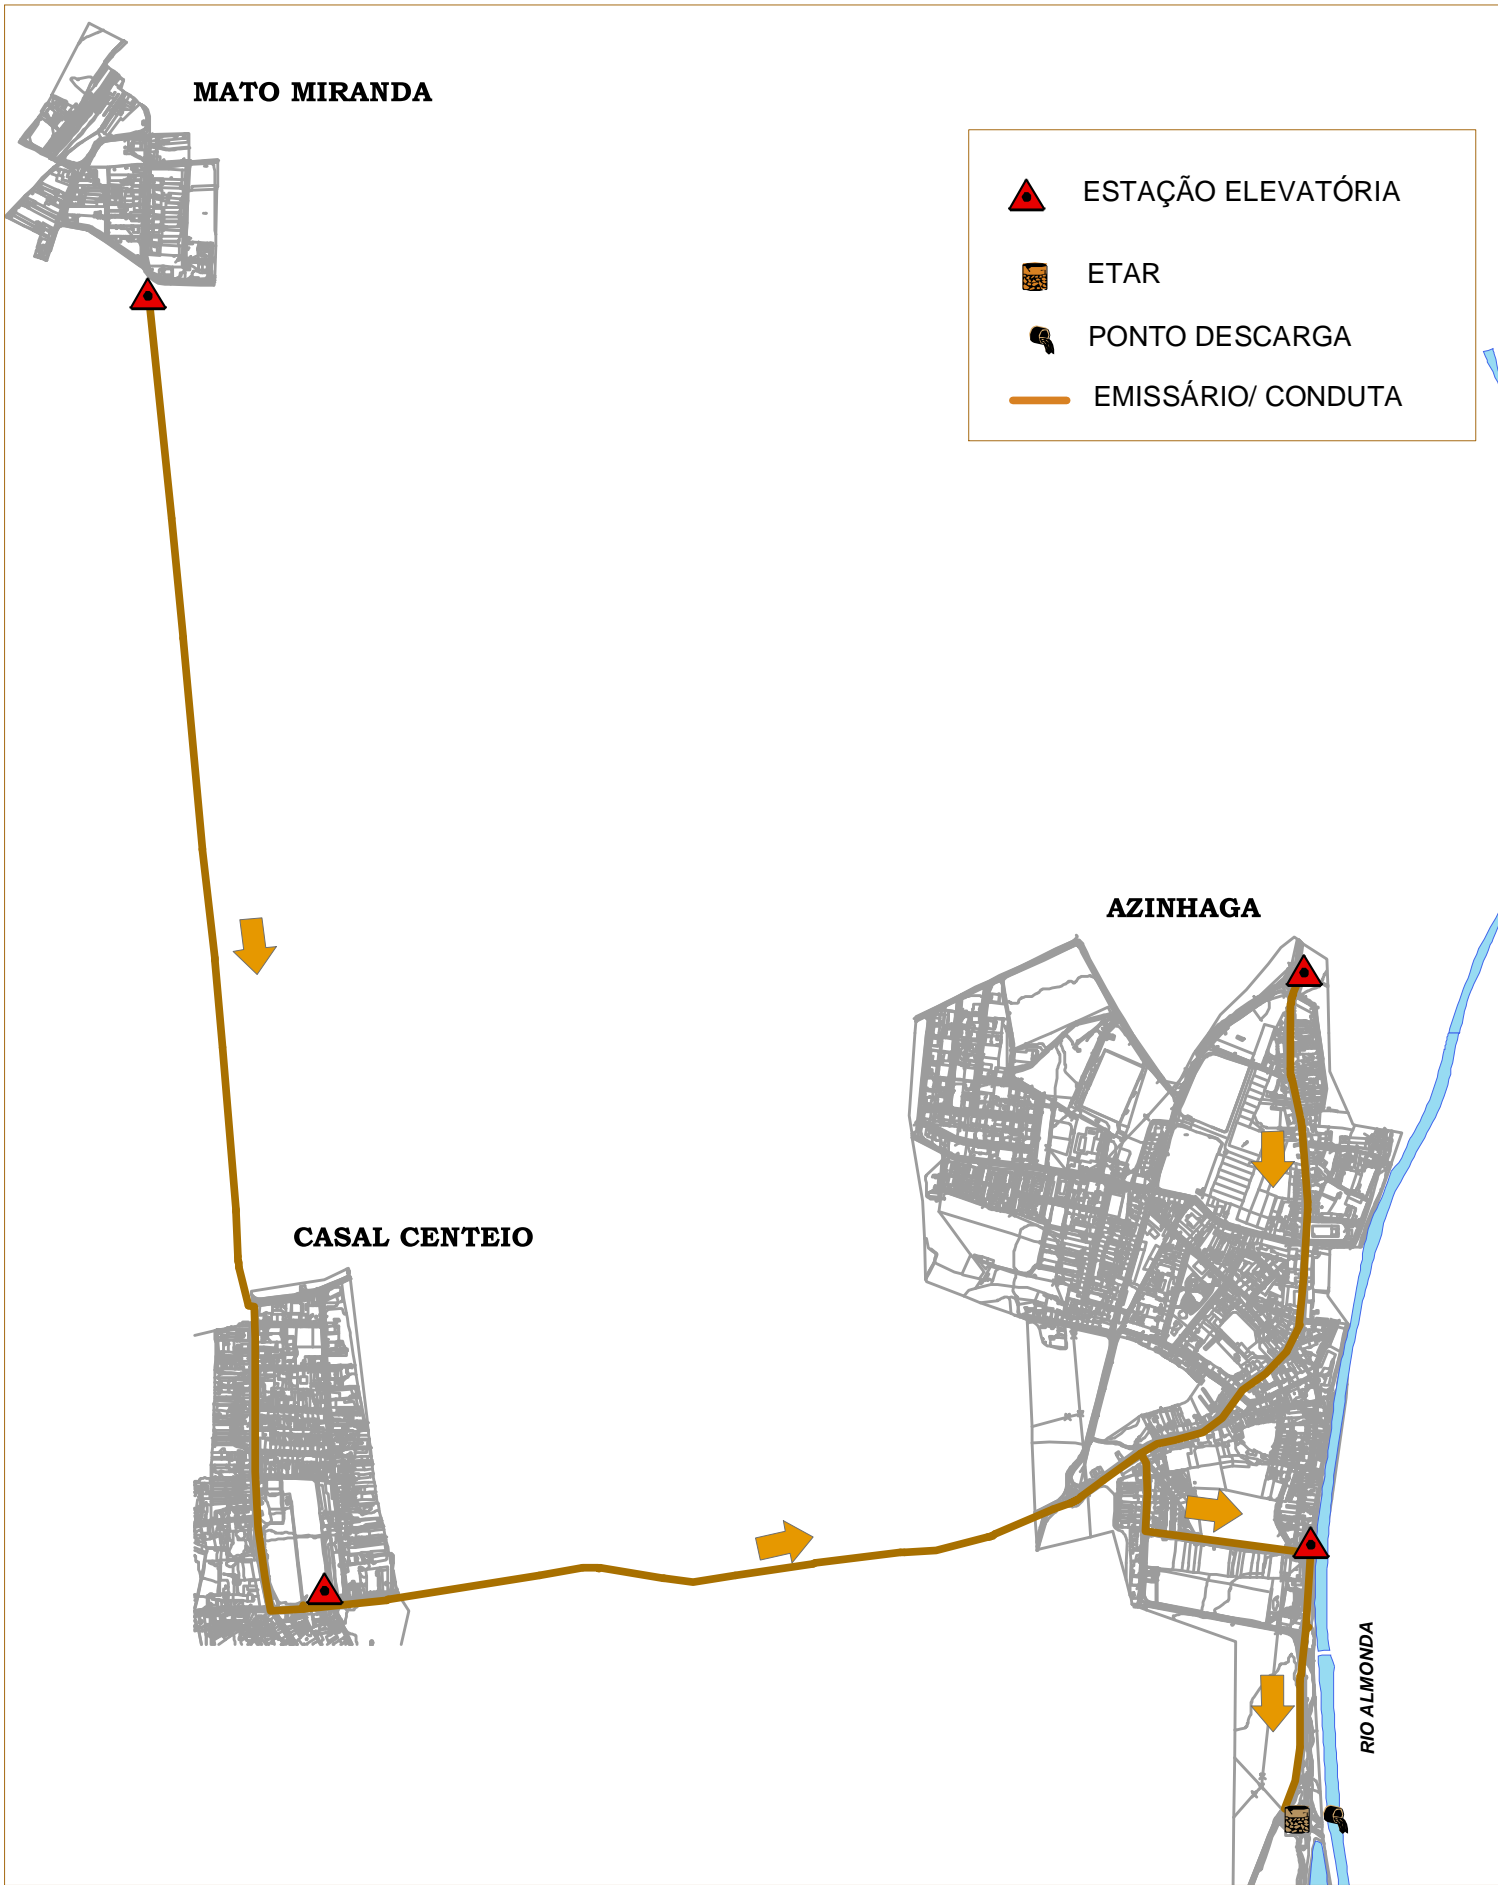 MATO MIRANDA
ESTAÇÃO ELEVATÓRIA
ETAR
PONTO DESCARGA
EMISSÁRIO/ CONDUTA
AZINHAGA
CASAL CENTEIO
RIO ALMONDA